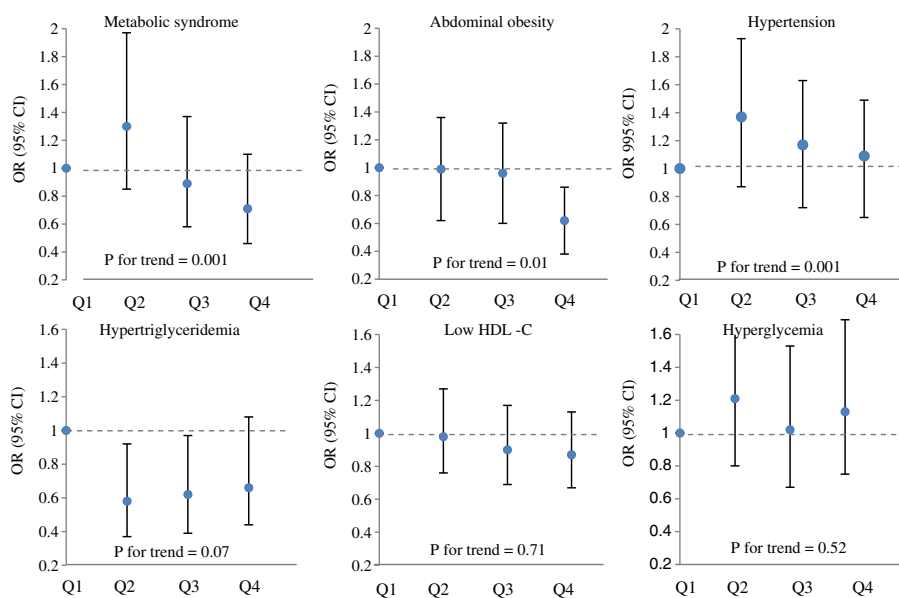 Metabolic syndrome
OR (95% CI)
2
1.8
1.6
1.4
1.2
1
0.8
0.6
0.4
0.2
P for trend = 0.001
Q1 Q2 Q3 Q4
Abdominal obesity
OR (95% CI)
2
1.8
1.6
1.4
1.2
1
0.8
0.6
0.4
0.2
P for trend = 0.01
Q1 Q2 Q3 Q4
Hypertension
OR 995% CI)
2
1.8
1.6
1.4
1.2
1
0.8
0.6
0.4
0.2
P for trend = 0.001
Q1 Q2 Q3 Q4
Hypertriglyceridemia
OR (95% CI)
1.6
1.4
1.2
1
0.8
0.6
0.4
0.2
P for trend = 0.07
Q1 Q2 Q3 Q4
Low HDL -C
OR (95% CI)
1.6
1.4
1.2
1
0.8
0.6
0.4
0.2
P for trend = 0.71
Q1 Q2 Q3 Q4
Hyperglycemia
OR (95% CI)
1.6
1.4
1.2
1
0.8
0.6
0.4
0.2
P for trend = 0.52
Q1 Q2 Q3 Q4